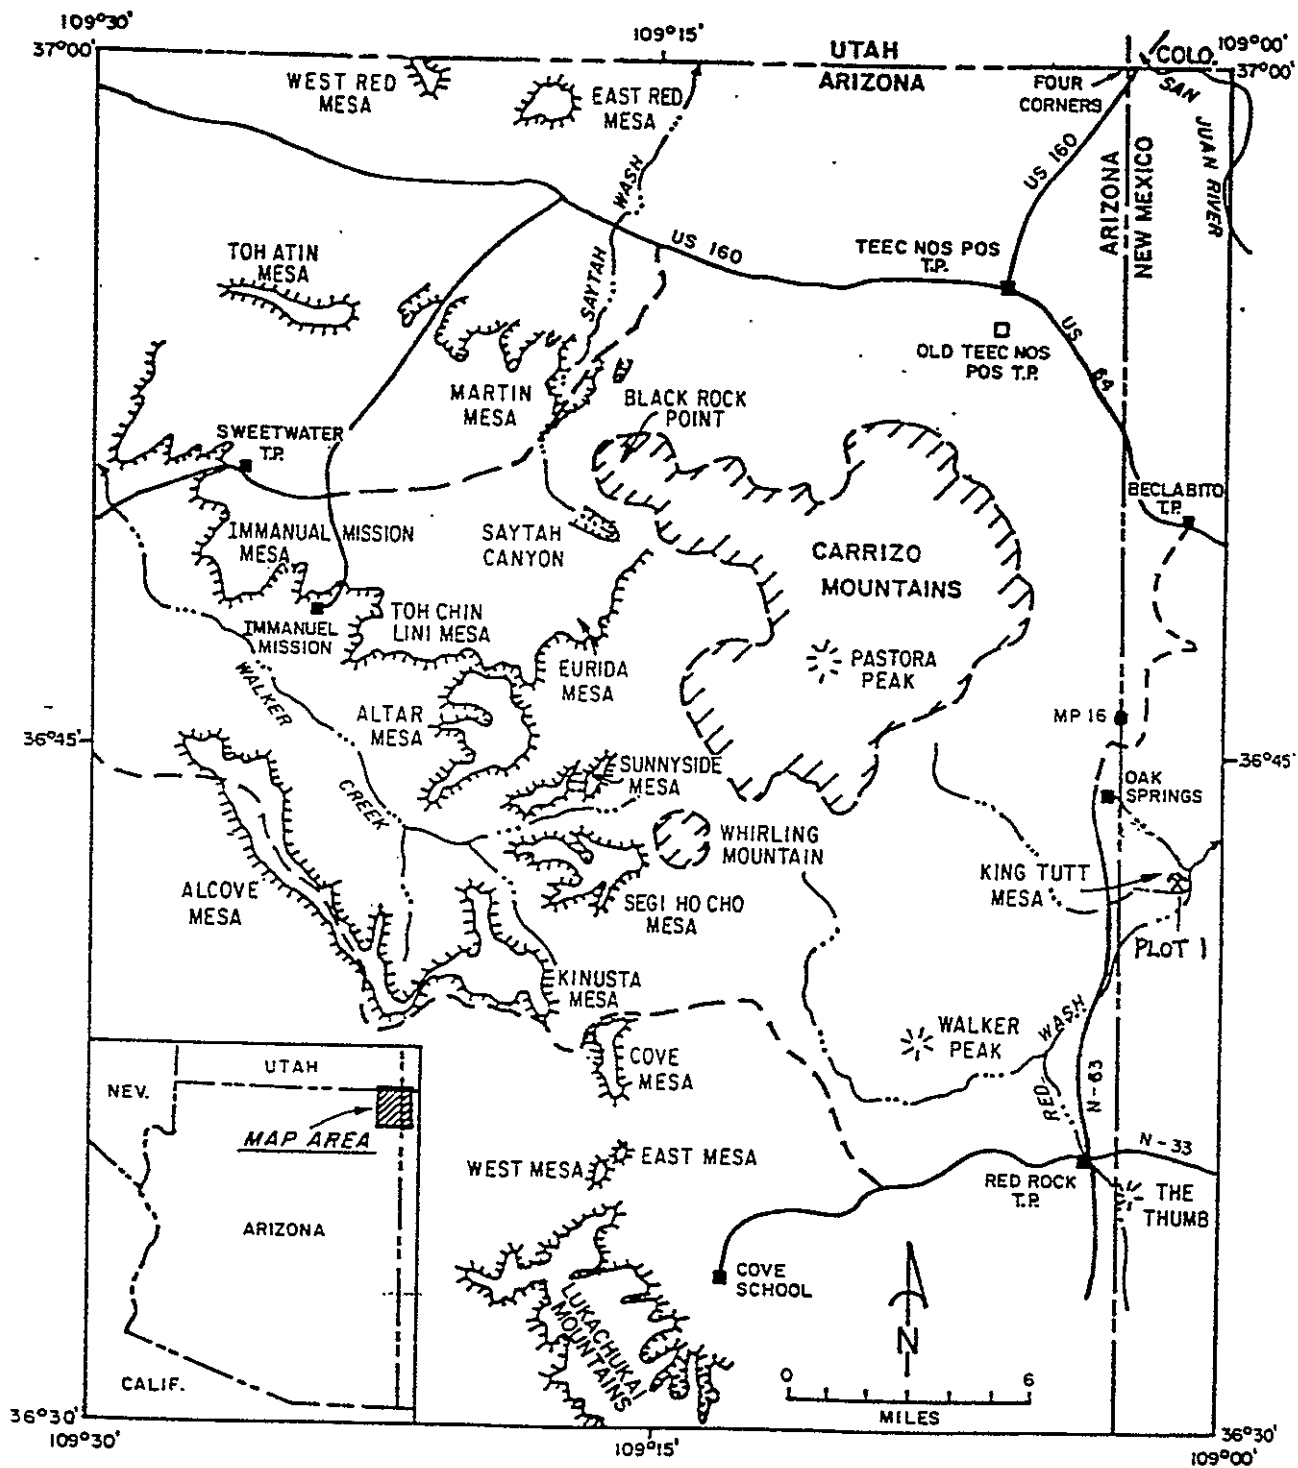 109°30'
109°15'
109°00'
37°00'
UTAH
ARIZONA
COLO.
37°00'
WEST RED
MESA
EAST RED
MESA
FOUR
CORNERS
SAN JUAN RIVER
US 160
ARIZONA
NEW MEXICO
SAYTAH WASH
US 160
TEEC NOS POS
T.P.
TOH ATIN
MESA
US 64
OLD TEEC NOS
POS T.P.
MARTIN
MESA
BLACK ROCK
POINT
SWEETWATER
T.P.
BECLABITO
T.P.
IMMANUAL MISSION
MESA
SAYTAH
CANYON
CARRIZO
MOUNTAINS
TOH CHIN
LINI MESA
IMMANUEL
MISSION
EURIDA
MESA
PASTORA
PEAK
WALKER CREEK
ALTAR
MESA
MP 16
36°45'
36°45'
SUNNYSIDE
MESA
OAK
SPRINGS
WHIRLING
MOUNTAIN
KING TUTT
MESA
ALCOVE
MESA
SEGI HO CHO
MESA
PLOT 1
KINUSTA
MESA
WALKER
PEAK
RED WASH
COVE
MESA
N-63
NEV.
UTAH
MAP AREA
ARIZONA
CALIF.
WEST MESA
EAST MESA
N-33
RED ROCK
T.P.
THE
THUMB
COVE
SCHOOL
LUKACHUKAI
MOUNTAINS
N
0
6
MILES
36°30'
36°30'
109°30'
109°15'
109°00'